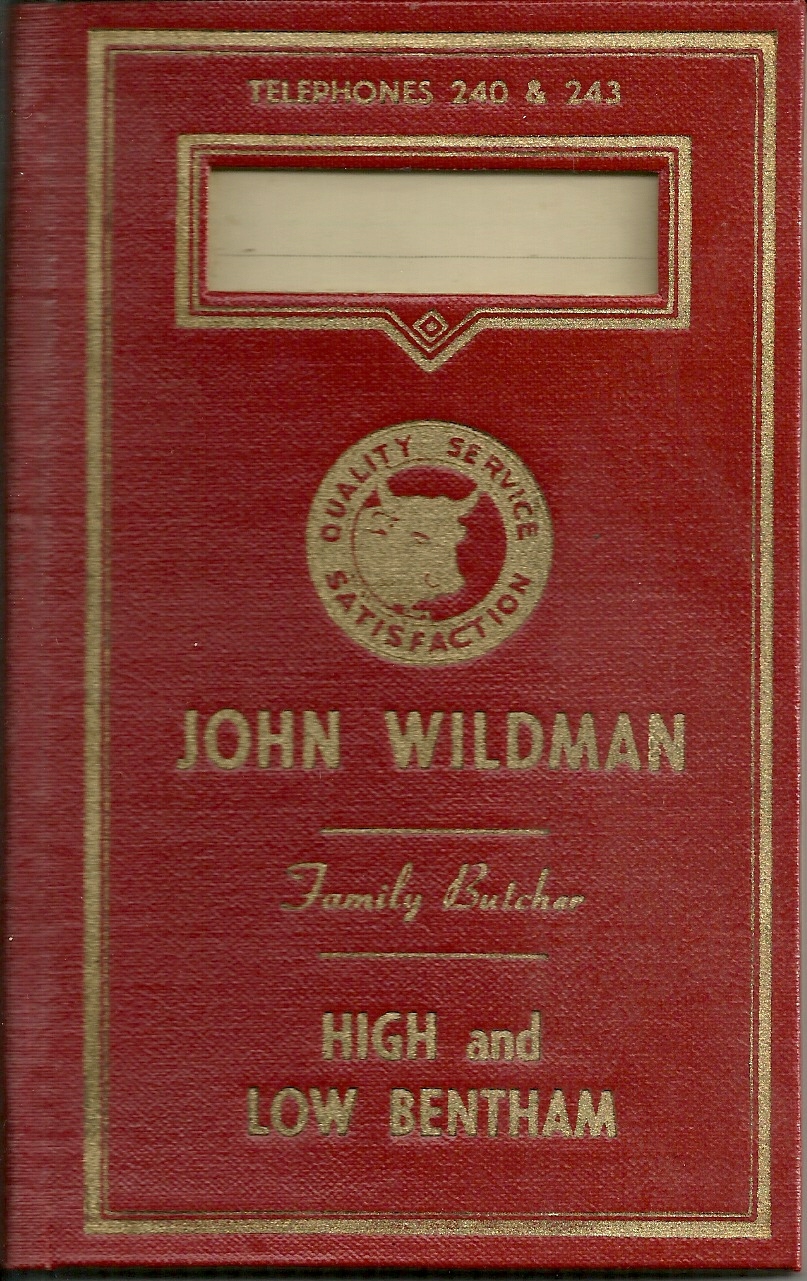 TELEPHONES 240 & 243
QUALITY SERVICE
SATISFACTION
JOHN WILDMAN
Family Butcher
HIGH and
LOW BENTHAM